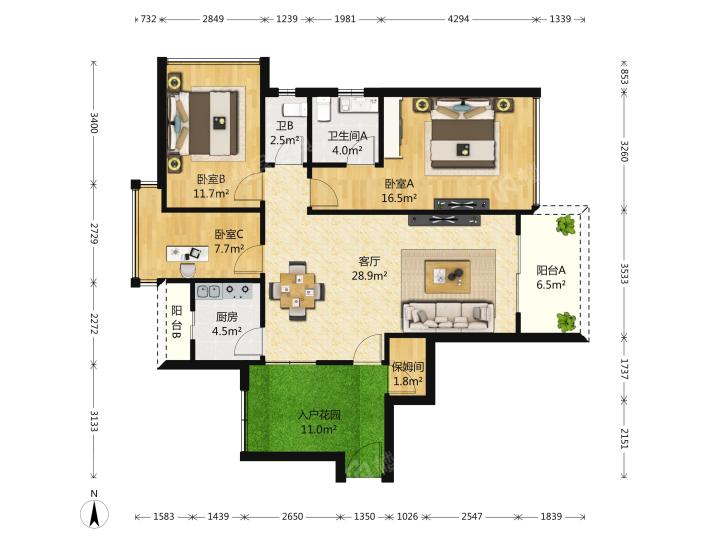 732 2849 1239 1981 4294 1339
853
3400
3260
卫B
2.5m²
卫生间A
4.0m²
卧室B
11.7m²
卧室A
16.5m²
2729
卧室C
7.7m²
客厅
28.9m²
阳台A
6.5m²
3533
2272
阳
台
B
厨房
4.5m²
保姆间
1.8m²
1737
3133
入户花园
11.0m²
2151
N
1583 1439 2650 1350 1026 2547 1839